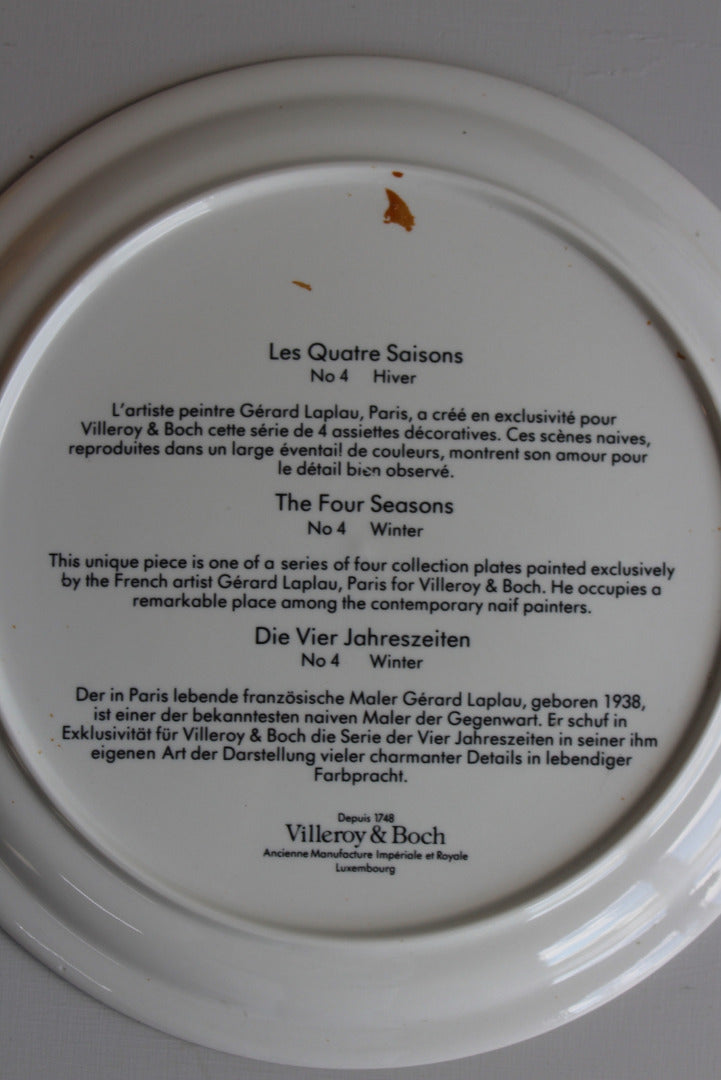 Les Quatre Saisons
No 4 Hiver
L'artiste peintre Gérard Laplau, Paris, a créé en exclusivité pour
Villeroy & Boch cette série de 4 assiettes décoratives. Ces scènes naives,
reproduites dans un large éventail de couleurs, montrent son amour pour
le détail bien observé.
The Four Seasons
No 4 Winter
This unique piece is one of a series of four collection plates painted exclusively
by the French artist Gérard Laplau, Paris for Villeroy & Boch. He occupies a
remarkable place among the contemporary naif painters.
Die Vier Jahreszeiten
No 4 Winter
Der in Paris lebende französische Maler Gérard Laplau, geboren 1938,
ist einer der bekanntesten naiven Maler der Gegenwart. Er schuf in
Exklusivität für Villeroy & Boch die Serie der Vier Jahreszeiten in seiner ihm
eigenen Art der Darstellung vieler charmanter Details in lebendiger
Farbpracht.
Depuis 1748
Villeroy & Boch
Ancienne Manufacture Impériale et Royale
Luxembourg